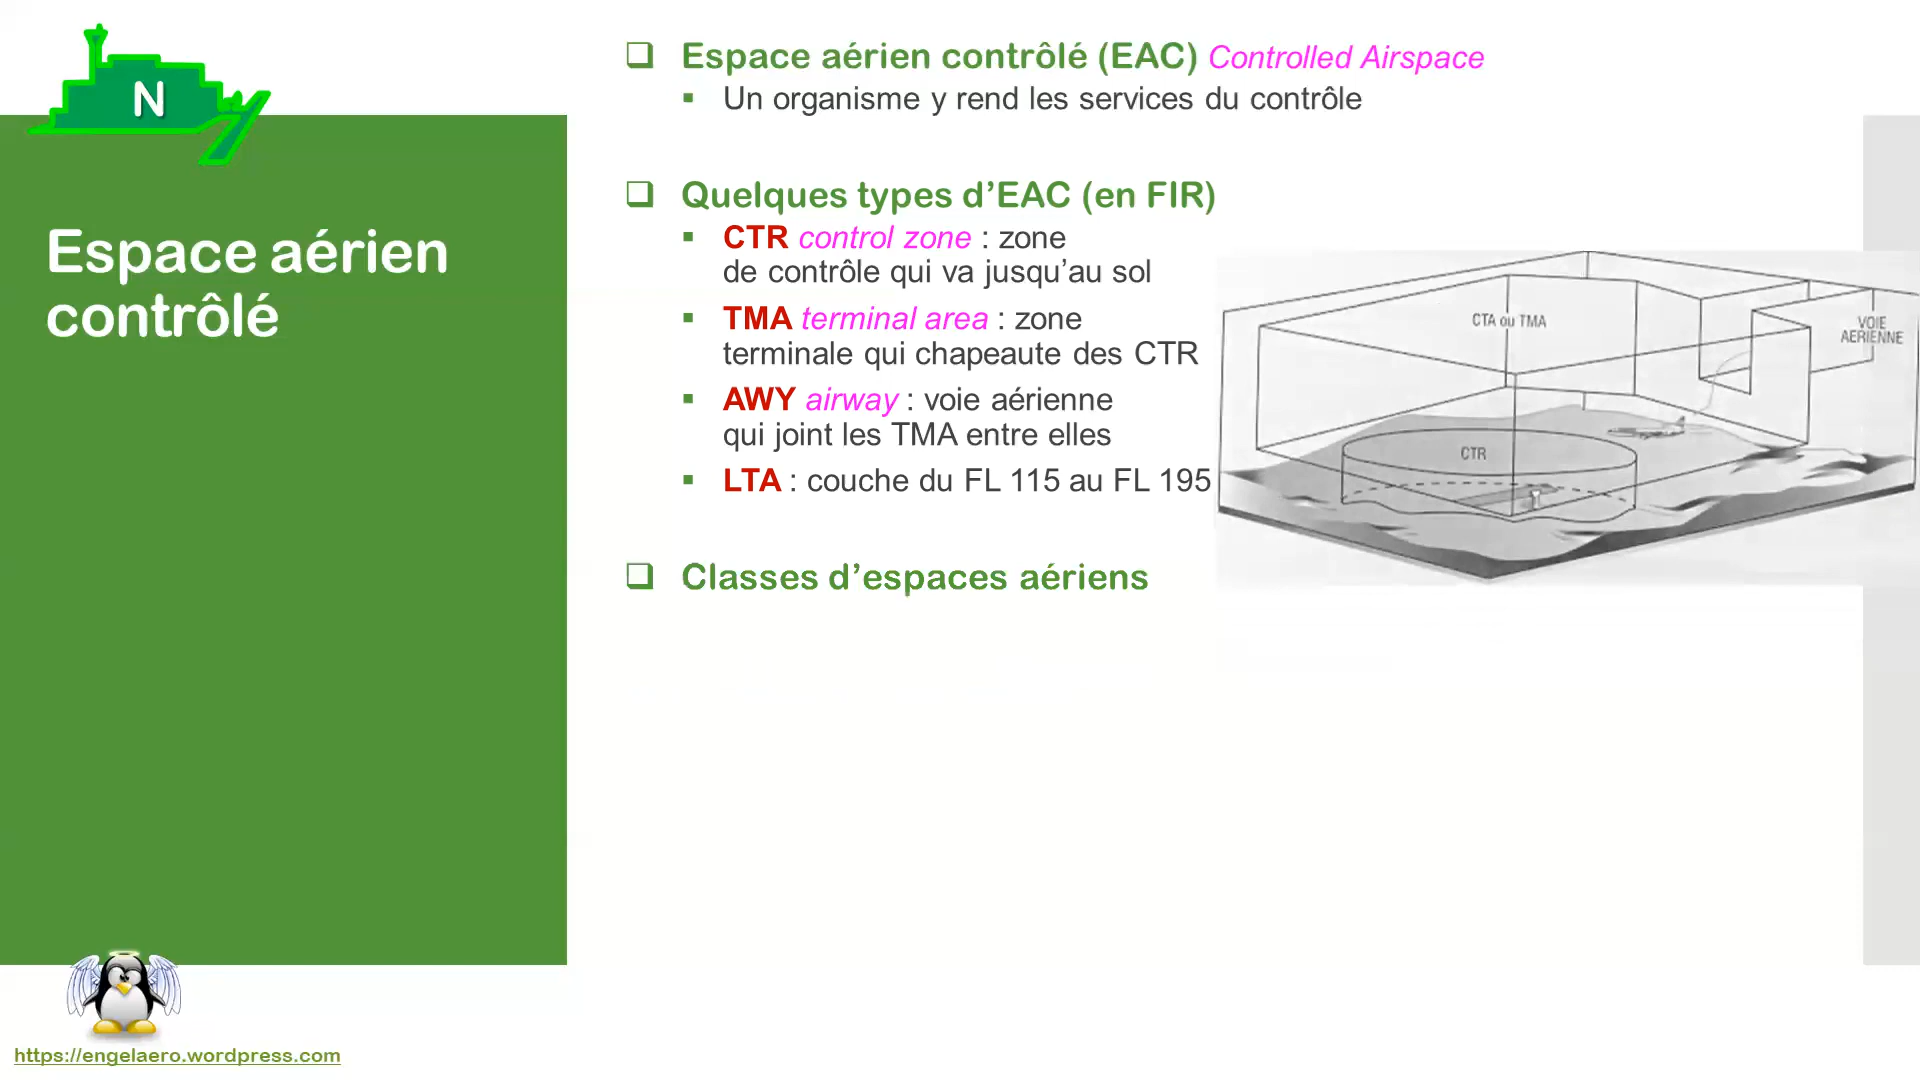 N
Espace aérien
contrôlé
Espace aérien contrôlé (EAC) Controlled Airspace
Un organisme y rend les services du contrôle
Quelques types d’EAC (en FIR)
CTR control zone : zone
de contrôle qui va jusqu’au sol
TMA terminal area : zone
terminale qui chapeaute des CTR
AWY airway : voie aérienne
qui joint les TMA entre elles
LTA : couche du FL 115 au FL 195
Classes d’espaces aériens
CTA ou TMA
VOIE
AERIENNE
CTR
https://engelaero.wordpress.com